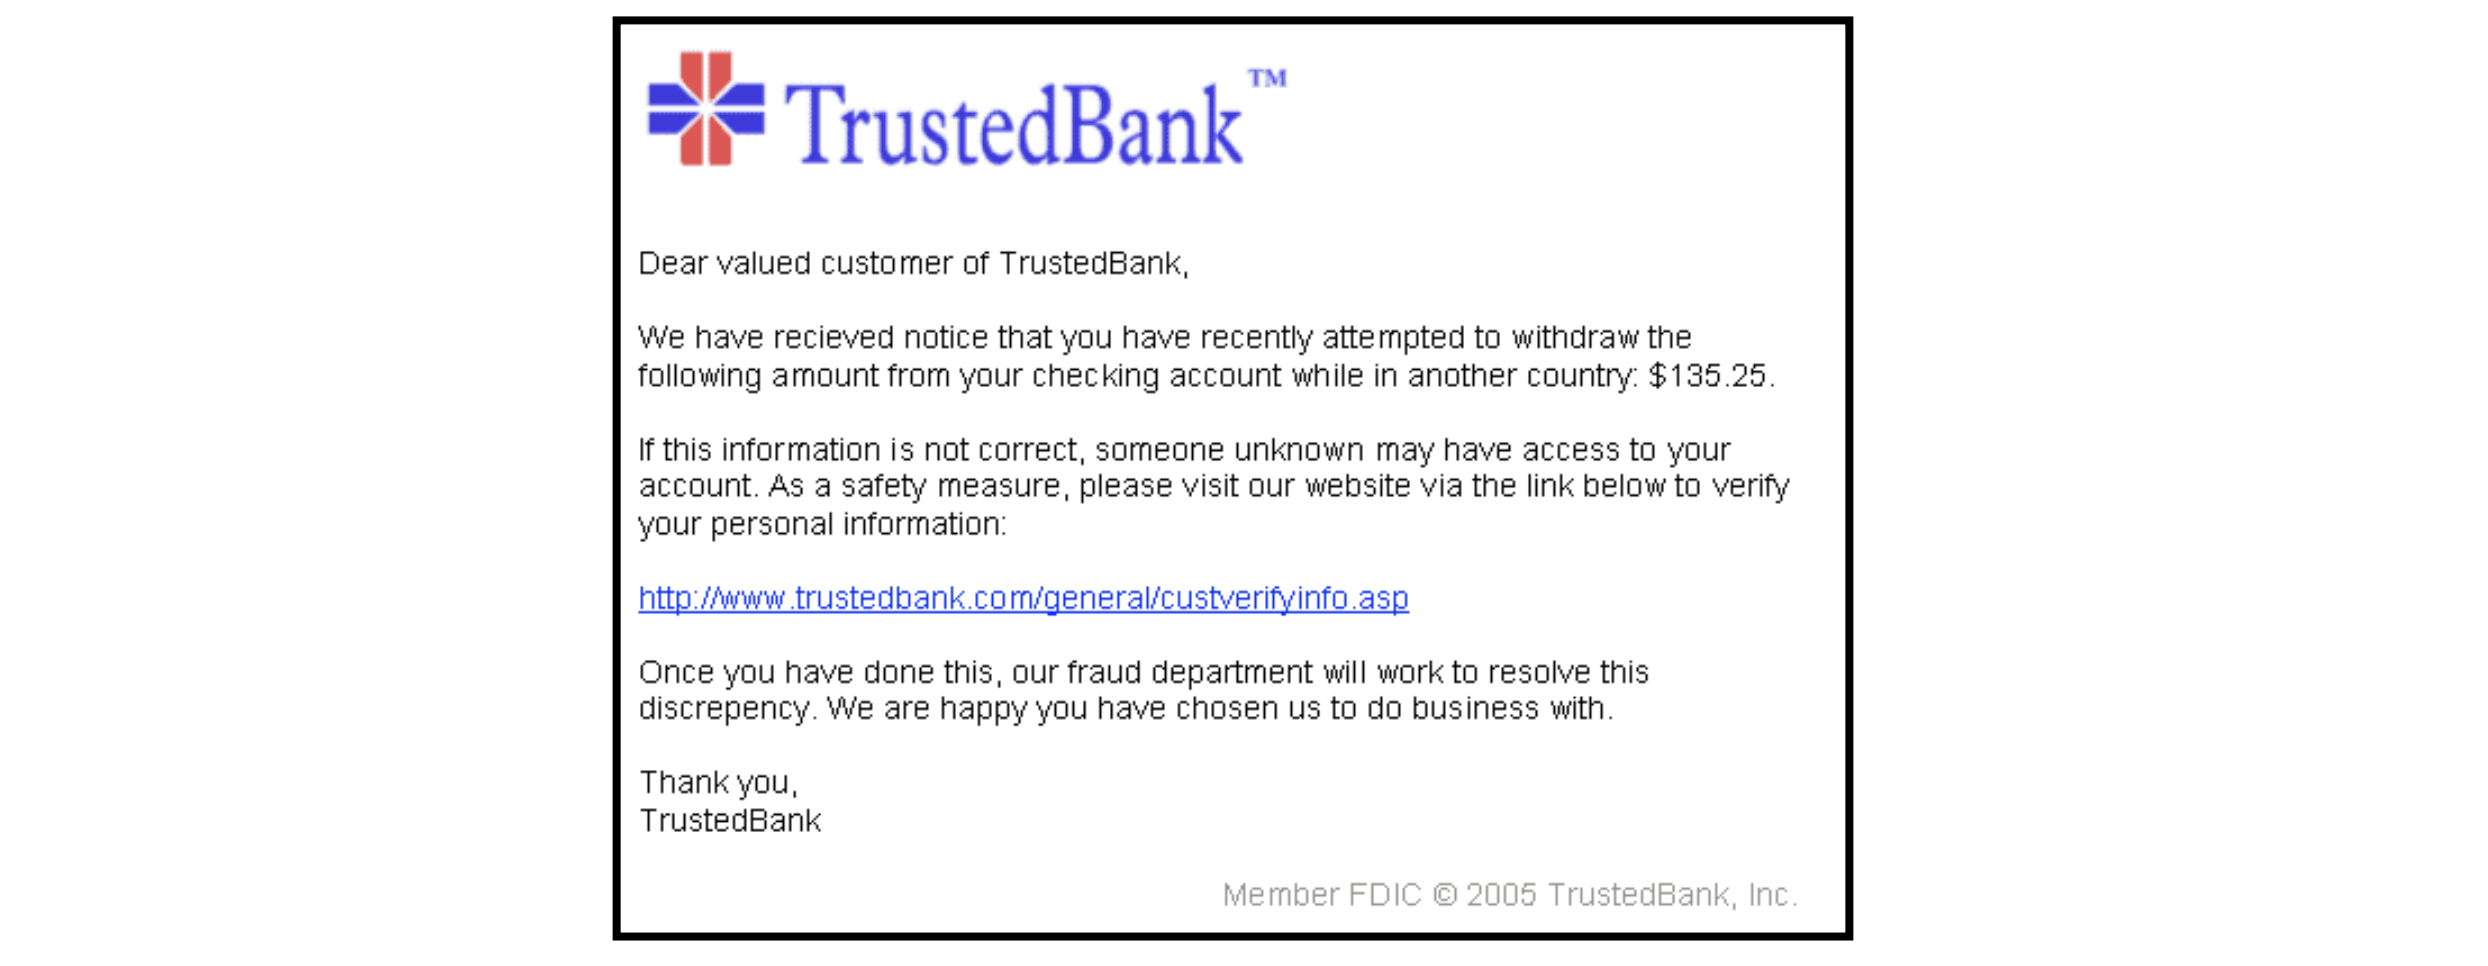 TrustedBank™
Dear valued customer of TrustedBank,
We have recieved notice that you have recently attempted to withdraw the
following amount from your checking account while in another country: $135.25.
If this information is not correct, someone unknown may have access to your
account. As a safety measure, please visit our website via the link below to verify
your personal information:
http://www.trustedbank.com/general/custverifyinfo.asp
Once you have done this, our fraud department will work to resolve this
discrepency. We are happy you have chosen us to do business with.
Thank you,
TrustedBank
Member FDIC © 2005 TrustedBank, Inc.